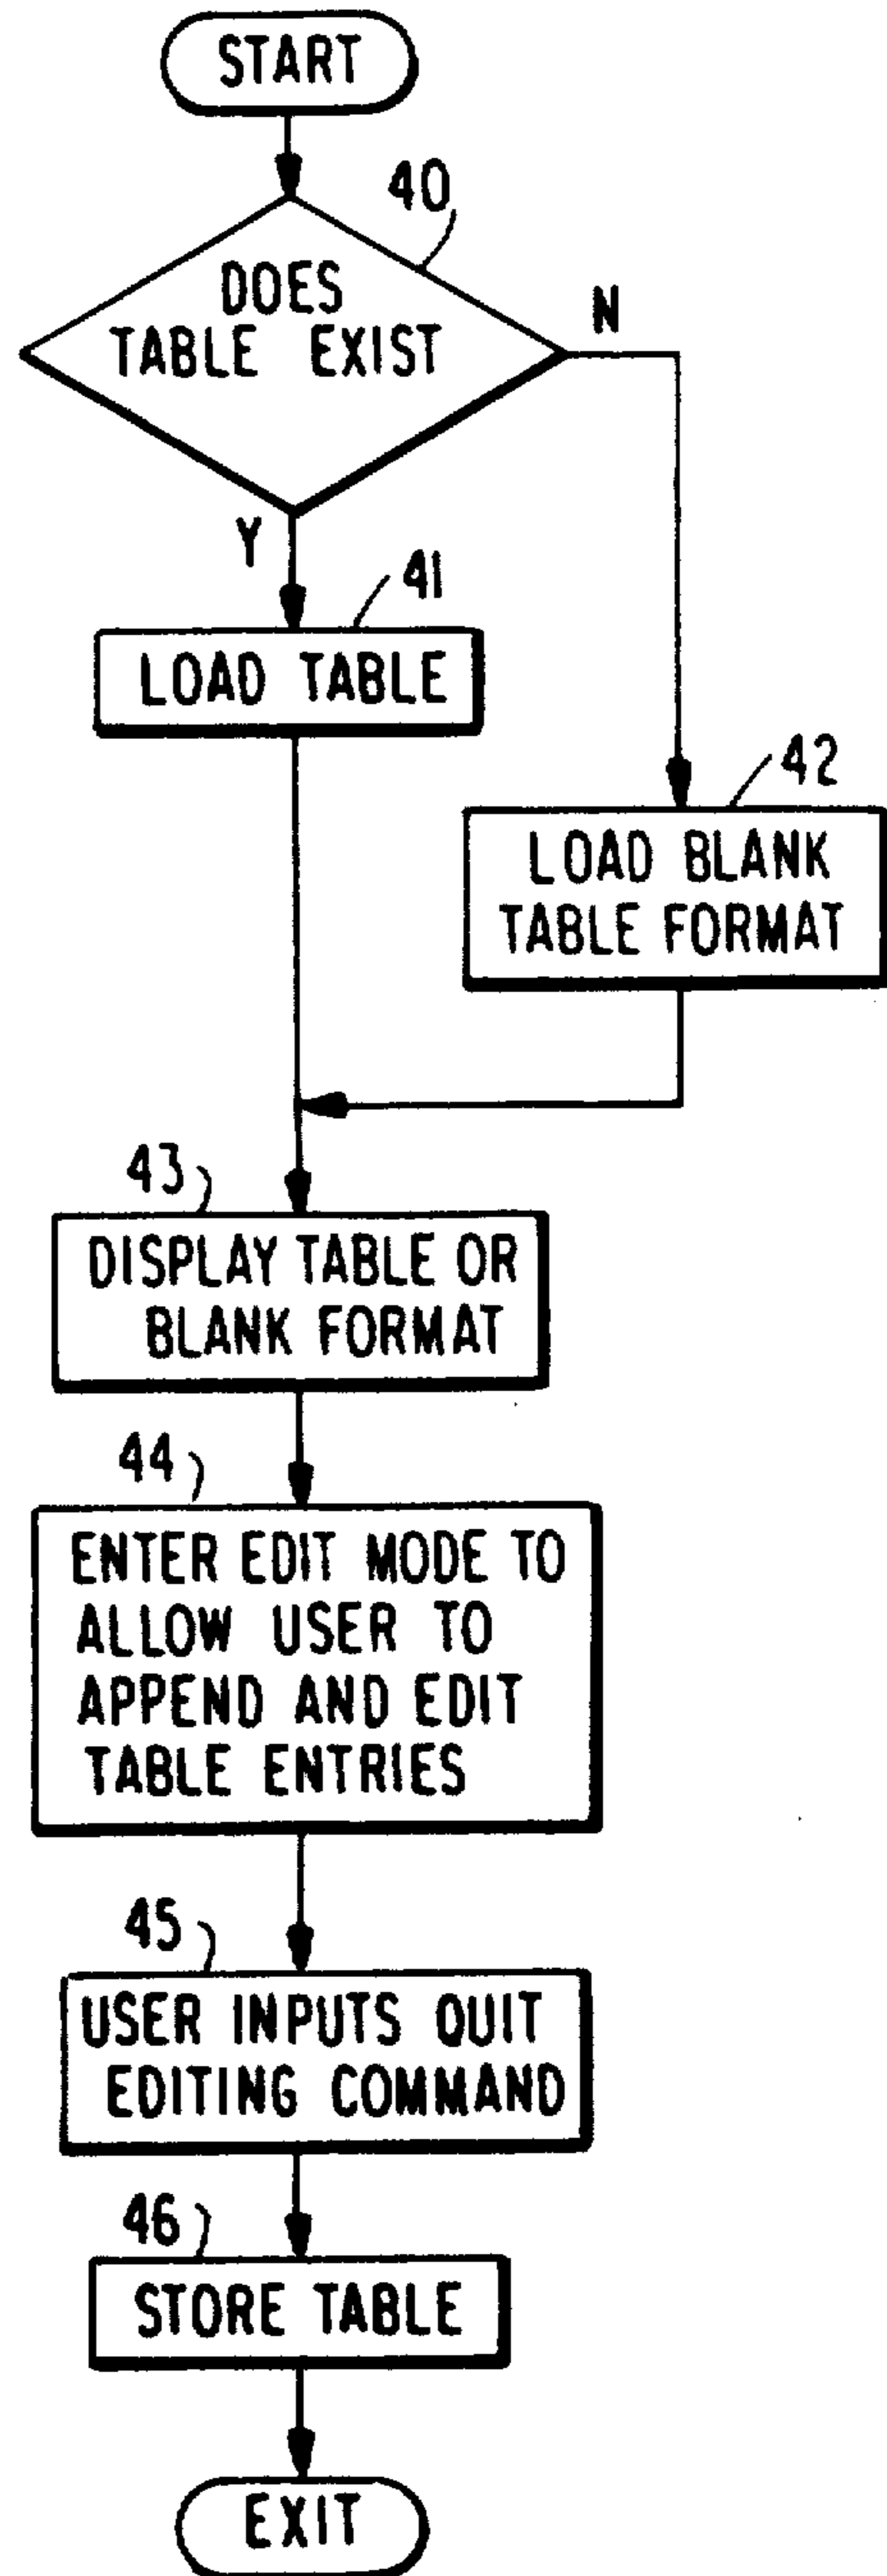 START
40
DOES
TABLE EXIST
N
Y
41
LOAD TABLE
42
LOAD BLANK
TABLE FORMAT
43
DISPLAY TABLE OR
BLANK FORMAT
44
ENTER EDIT MODE TO
ALLOW USER TO
APPEND AND EDIT
TABLE ENTRIES
45
USER INPUTS QUIT
EDITING COMMAND
46
STORE TABLE
EXIT